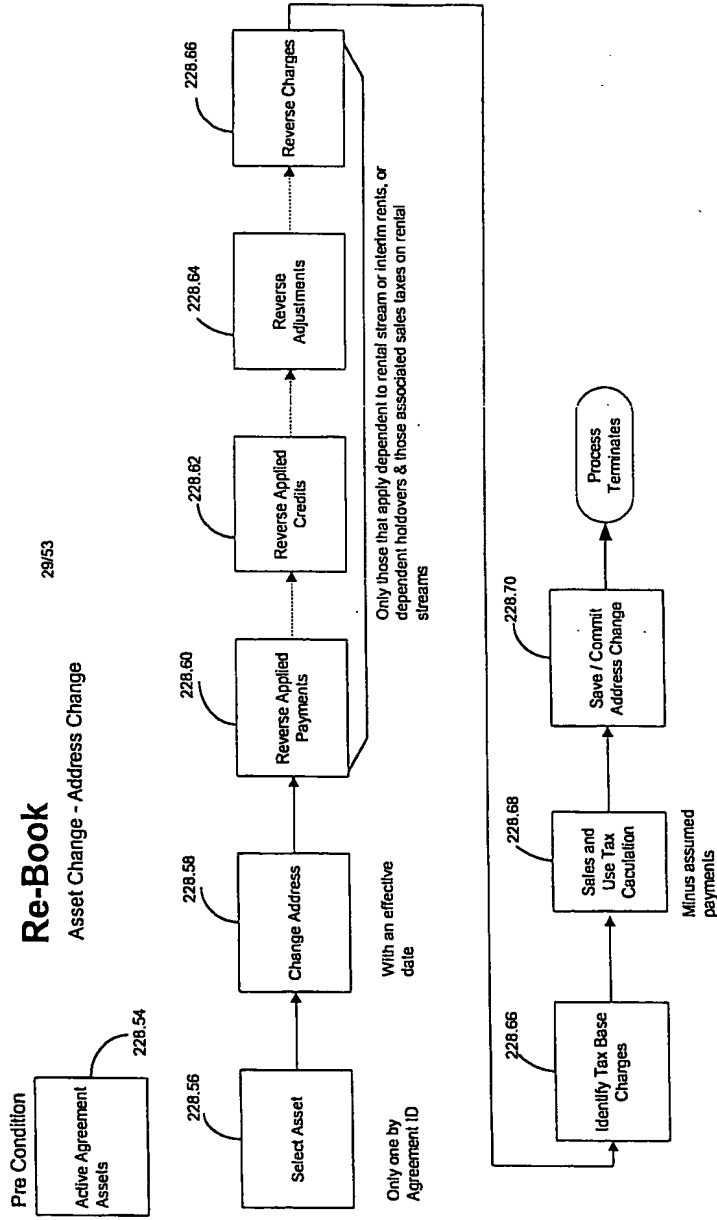 29/53
Re-Book
Asset Change - Address Change
Pre Condition
Active Agreement
Assets
228.54
228.56
Select Asset
Only one by
Agreement ID
228.58
Change Address
With an effective
date
228.60
Reverse Applied
Payments
228.62
Reverse Applied
Credits
228.64
Reverse
Adjustments
228.66
Reverse Charges
Only those that apply dependent to rental stream or interim rents, or
dependent holdovers & those associated sales taxes on rental
streams
228.66
Identify Tax Base
Charges
228.68
Sales and
Use Tax
Caculation
Minus assumed
payments
228.70
Save / Commit
Address Change
Process
Terminates